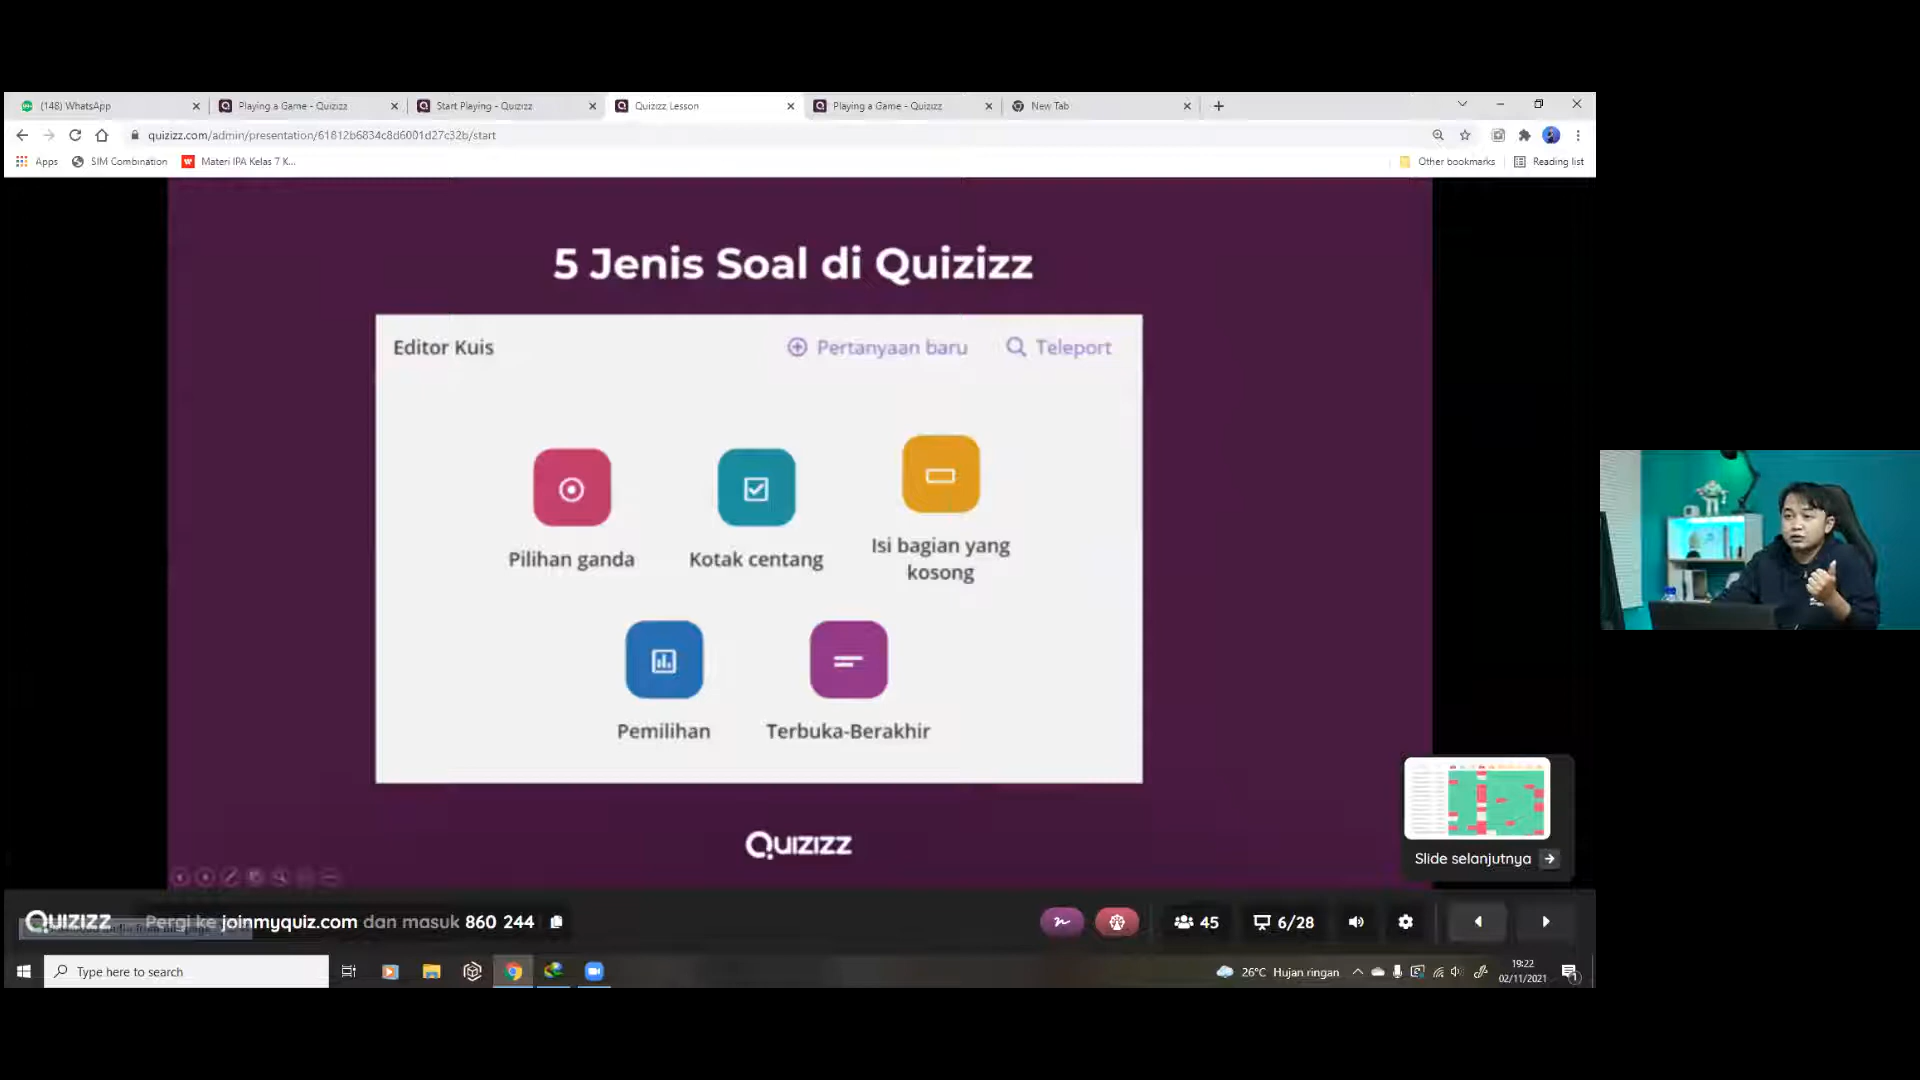 (148) WhatsApp
Playing a Game - Quizizz
Start Playing - Quizizz
Quizizz Lesson
Playing a Game - Quizizz
New Tab
quizizz.com/admin/presentation/61812b6834c8d6001d27c32b/start
Apps
SIM Combination
Materi IPA Kelas 7 K...
Other bookmarks
Reading list
5 Jenis Soal di Quizizz
Editor Kuis
Pertanyaan baru
Teleport
Pilihan ganda
Kotak centang
Isi bagian yang
kosong
Pemilihan
Terbuka-Berakhir
Quizizz
Slide selanjutnya
Quizizz
Pergi ke joinmyquiz.com dan masuk 860 244
45
6/28
Type here to search
26°C Hujan ringan
19:22
02/11/2021
1